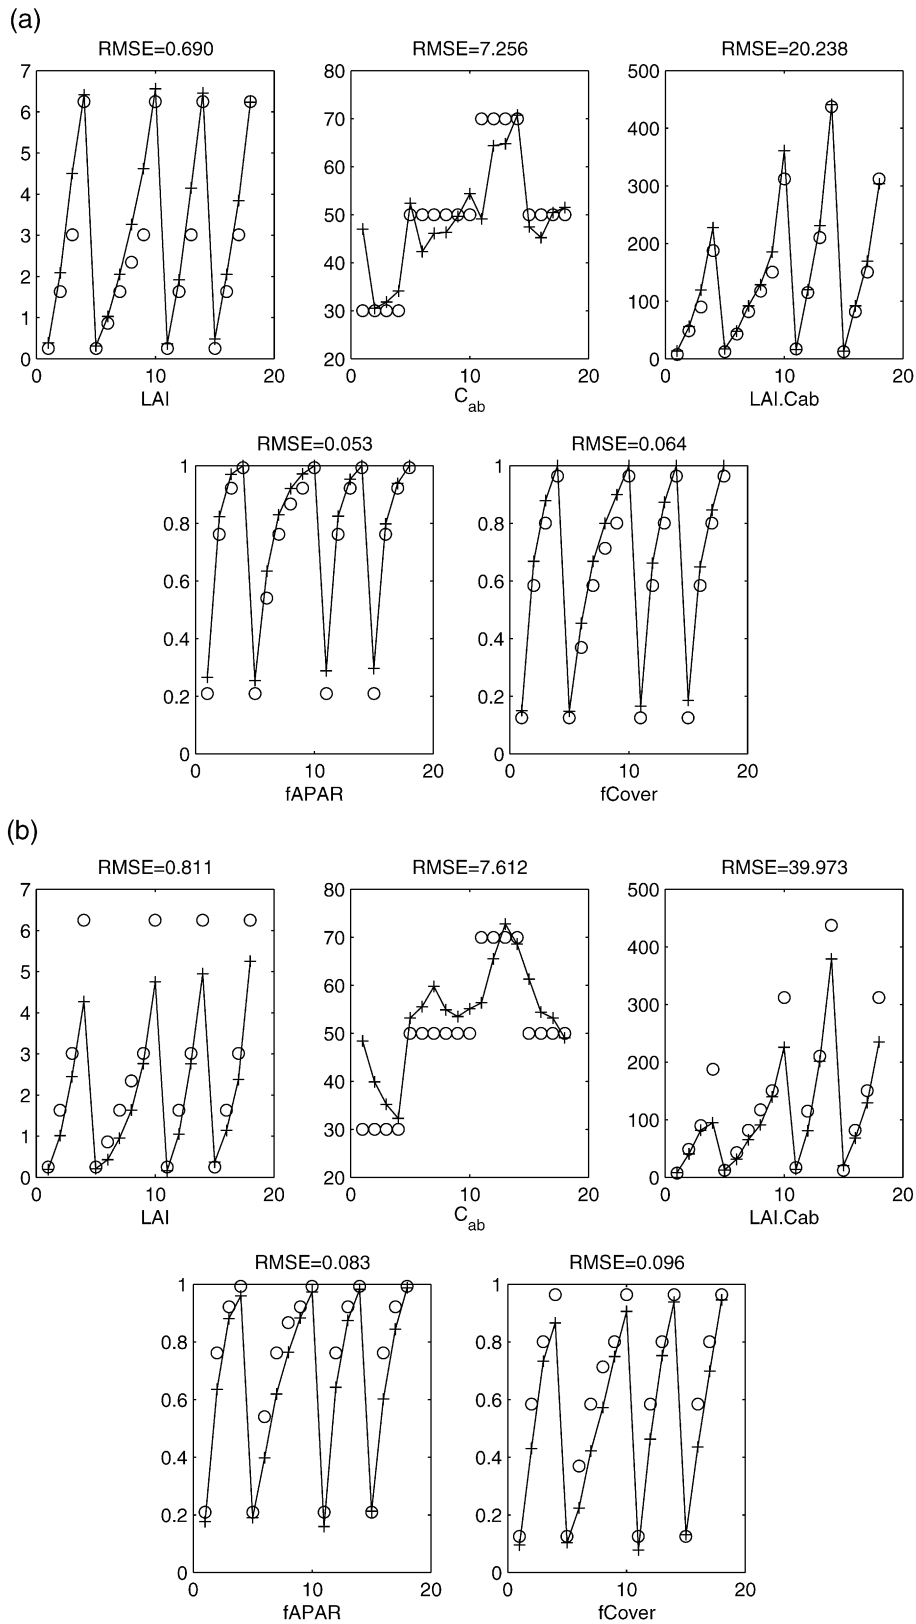 (a)
RMSE=0.690 RMSE=7.256 RMSE=20.238
7 80 500
6 70 400
5 60 300
4 50 200
3 40 100
2 30 0
1 20
0
0 10 20 0 10 20 0 10 20
LAI C_ab LAI.Cab
RMSE=0.053 RMSE=0.064
1 1
0.8 0.8
0.6 0.6
0.4 0.4
0.2 0.2
0 0
0 10 20 0 10 20
fAPAR fCover
(b)
RMSE=0.811 RMSE=7.612 RMSE=39.973
7 80 500
6 70 400
5 60 300
4 50 200
3 40 100
2 30 0
1 20
0
0 10 20 0 10 20 0 10 20
LAI C_ab LAI.Cab
RMSE=0.083 RMSE=0.096
1 1
0.8 0.8
0.6 0.6
0.4 0.4
0.2 0.2
0 0
0 10 20 0 10 20
fAPAR fCover